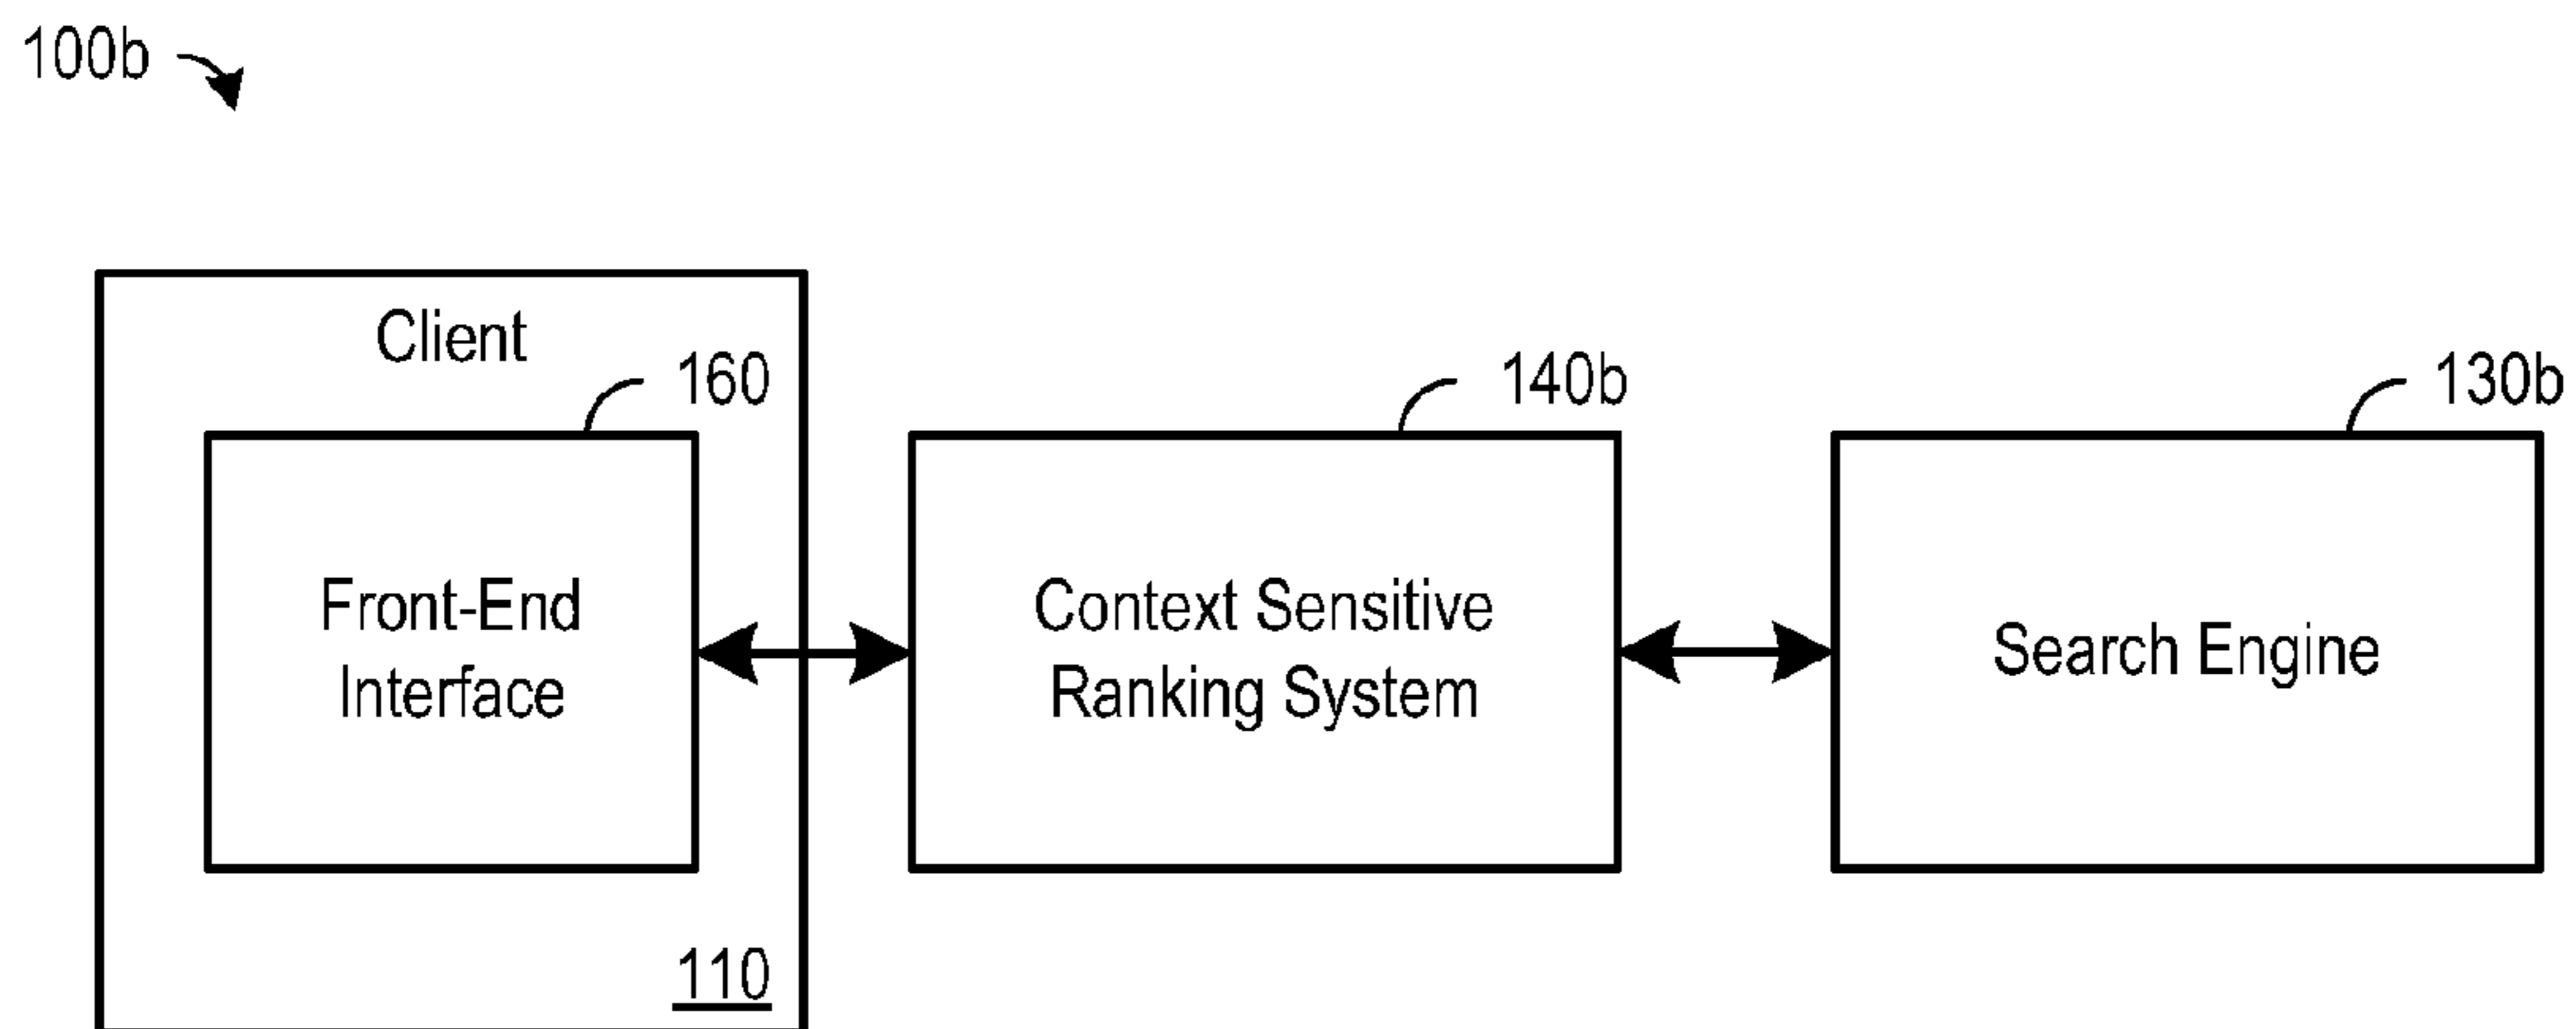 100b
Client
160
140b
130b
Front-End
Interface
Context Sensitive
Ranking System
Search Engine
110